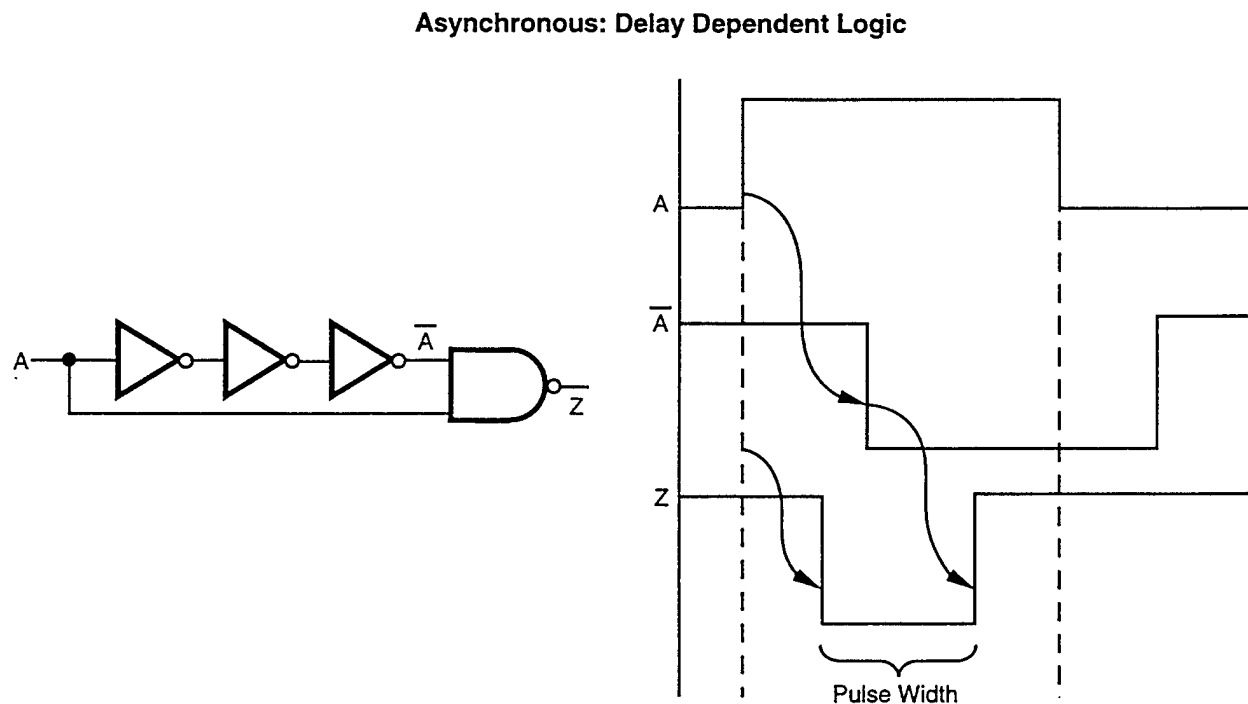 Asynchronous: Delay Dependent Logic
A
A̅
Z
A
A̅
Z
Pulse Width